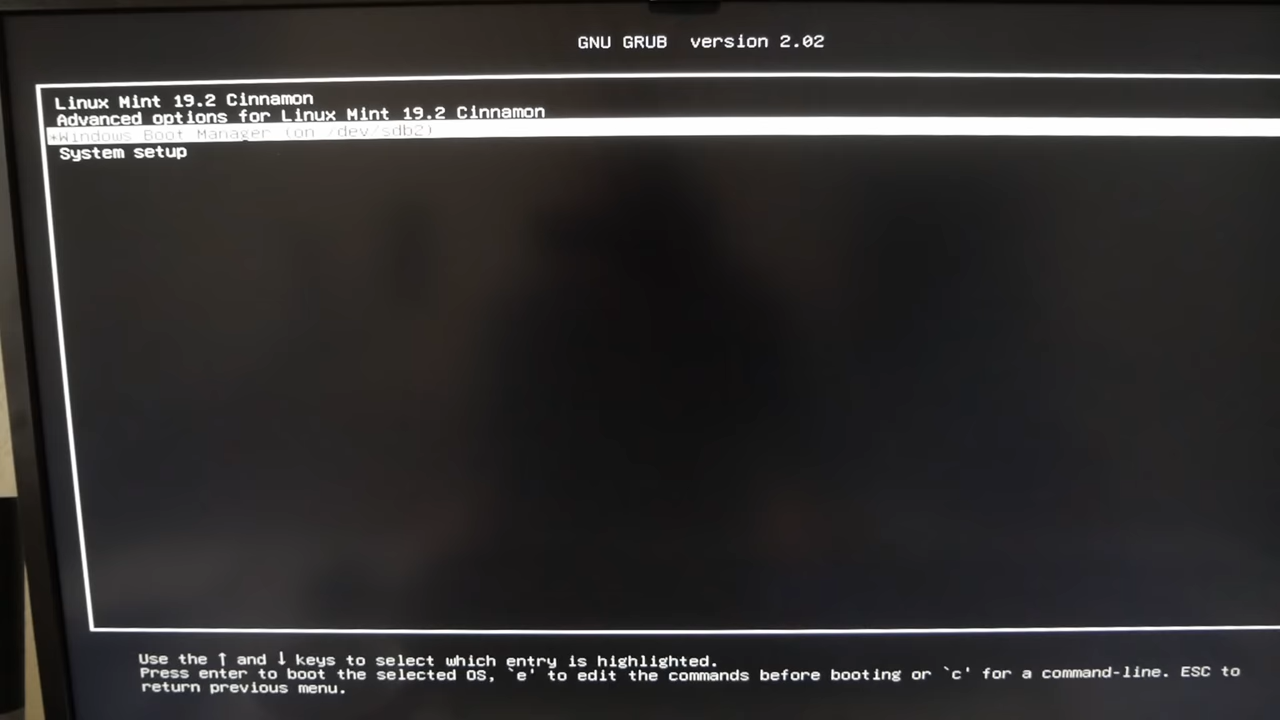 GNU GRUB version 2.02
Linux Mint 19.2 Cinnamon
Advanced options for Linux Mint 19.2 Cinnamon
*Windows Boot Manager (on /dev/sdb2)
System setup
Use the ↑ and ↓ keys to select which entry is highlighted.
Press enter to boot the selected OS, `e' to edit the commands before booting or `c' for a command-line. ESC to
return previous menu.